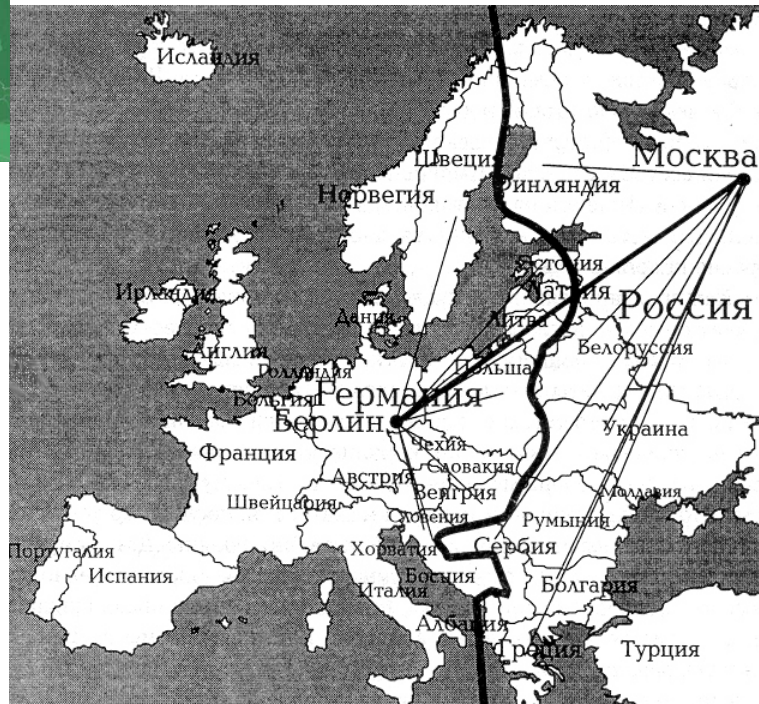 Исландия
Москва
Швеция
Финляндия
Норвегия
Эстония
Ирландия
Латвия
Россия
Дания
Литва
Англия
Белоруссия
Голландия
Польша
Германия
Бельгия
Берлин
Украина
Чехия
Франция
Словакия
Австрия
Венгрия
Молдавия
Швейцария
Словения
Румыния
Португалия
Хорватия
Сербия
Испания
Босния
Болгария
Италия
Албания
Греция
Турция